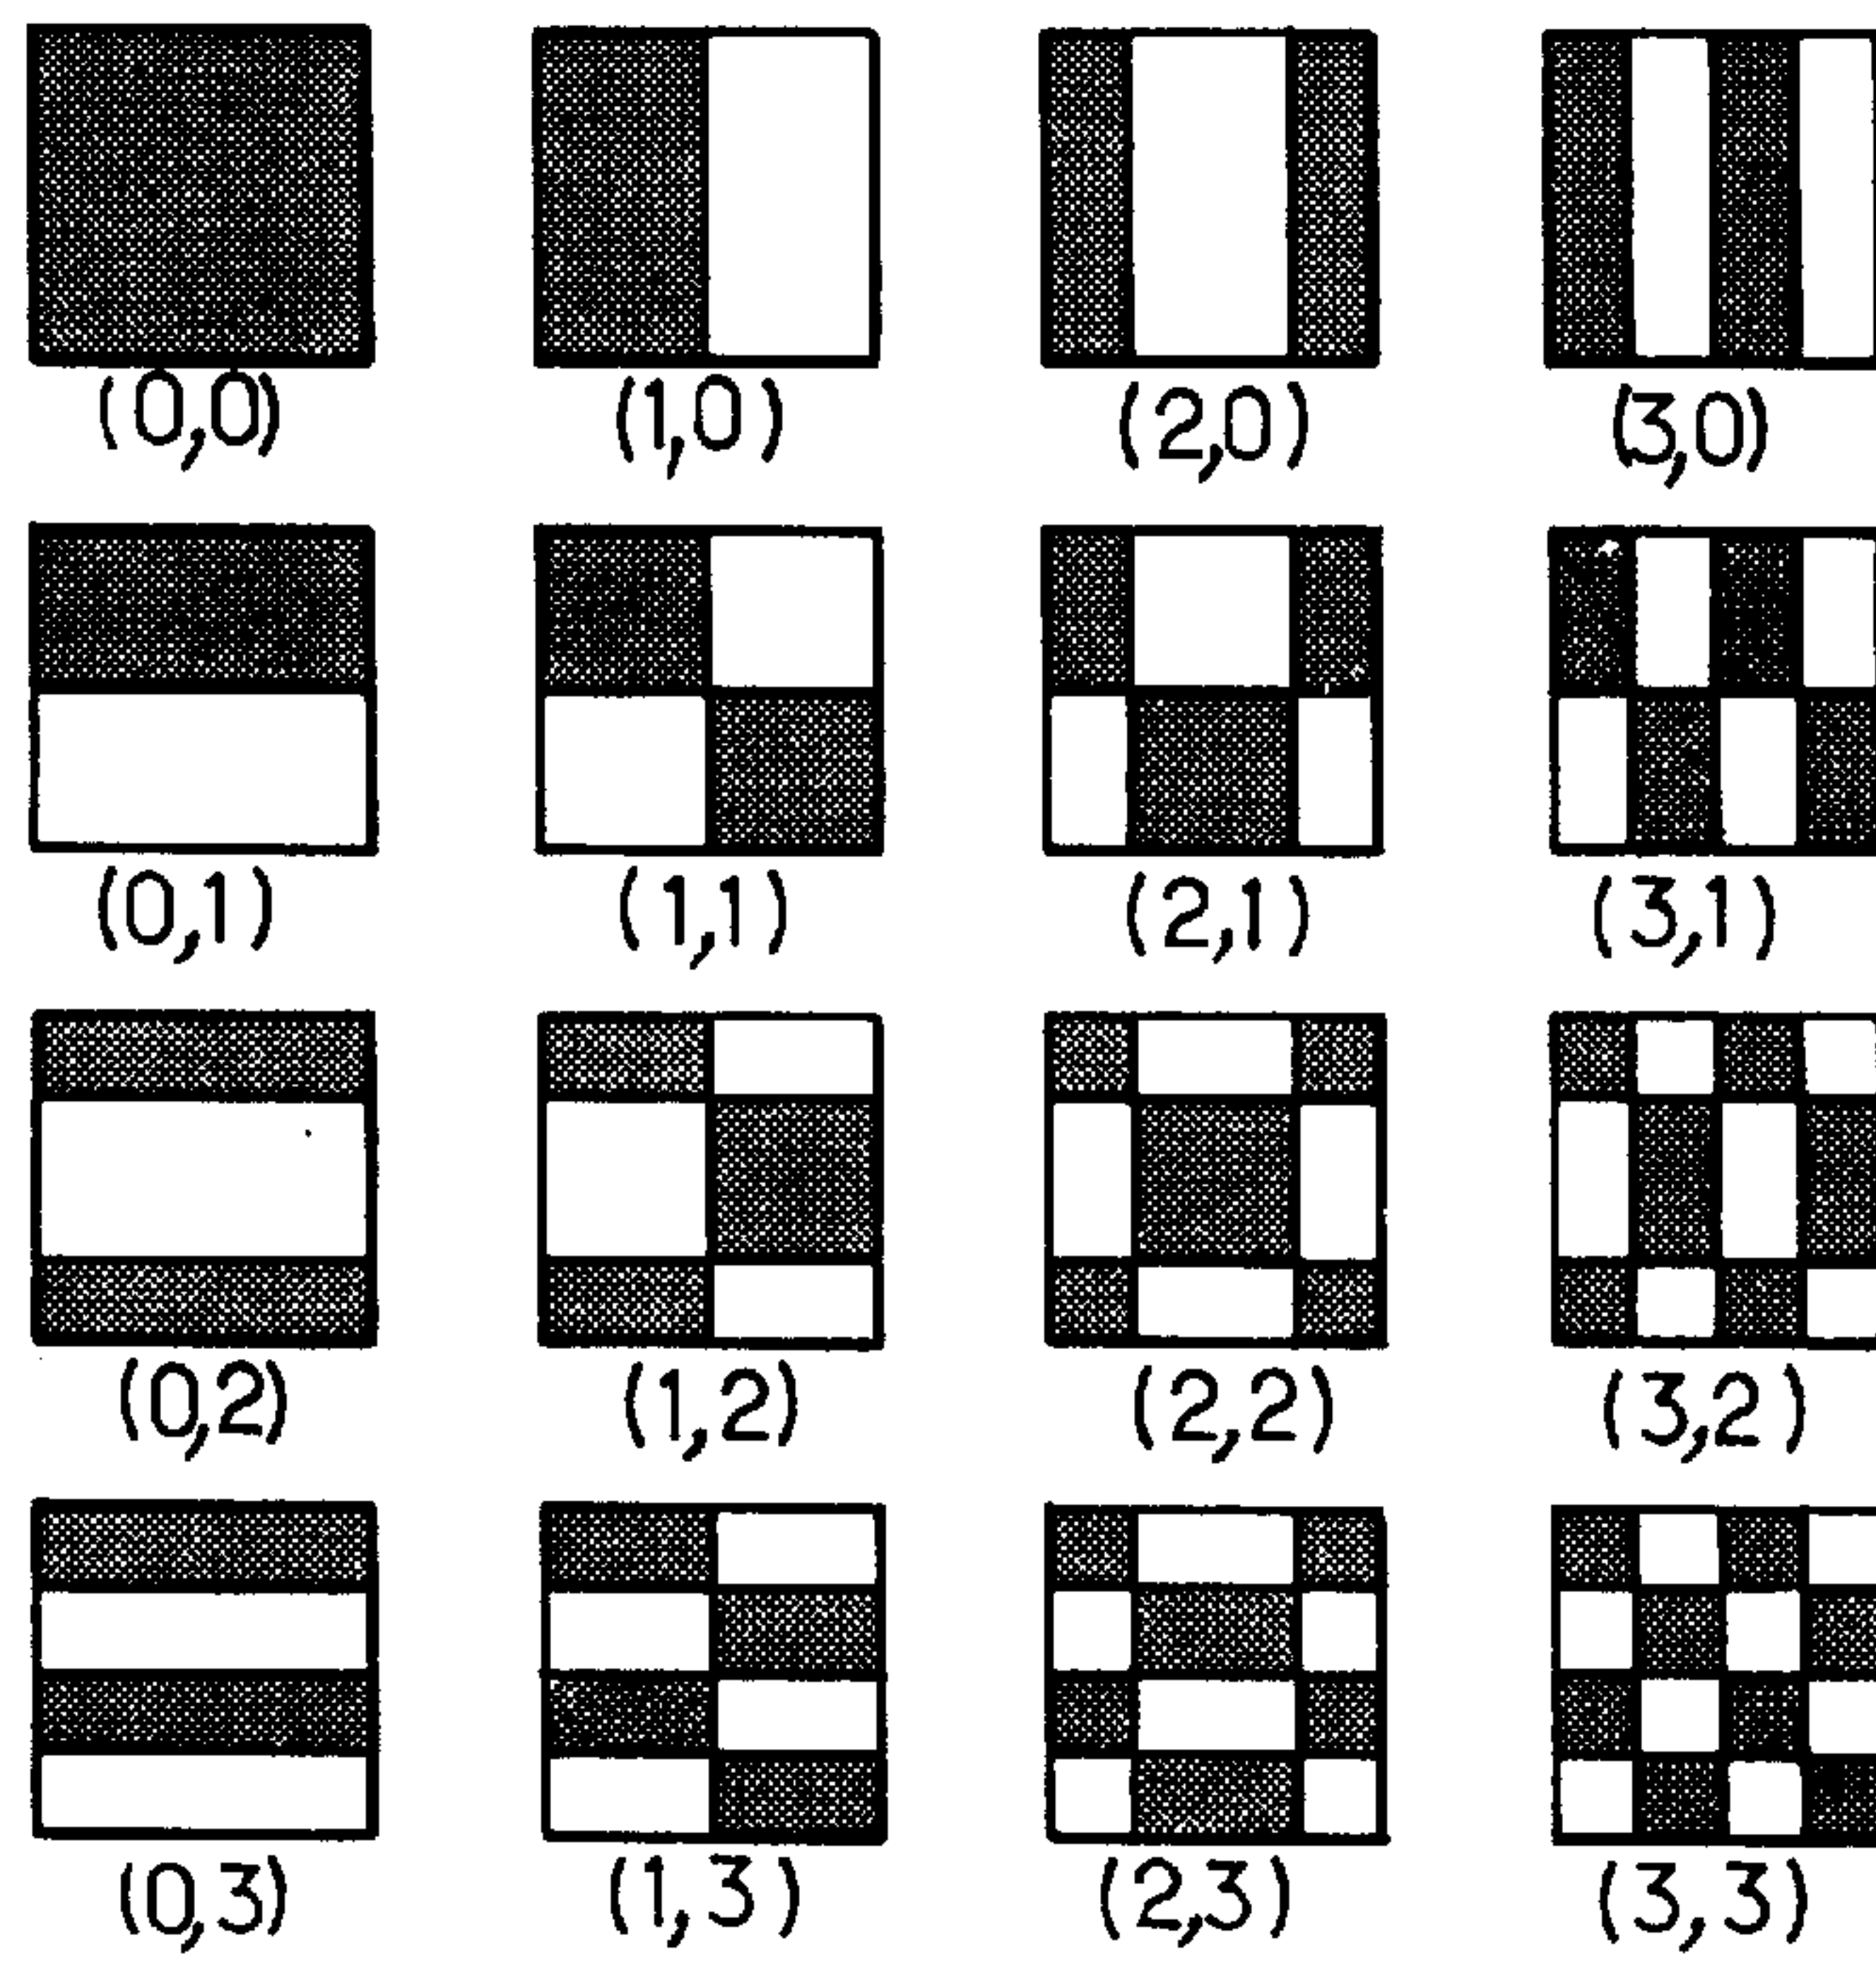 (0,0) (1,0) (2,0) (3,0)
(0,1) (1,1) (2,1) (3,1)
(0,2) (1,2) (2,2) (3,2)
(0,3) (1,3) (2,3) (3,3)